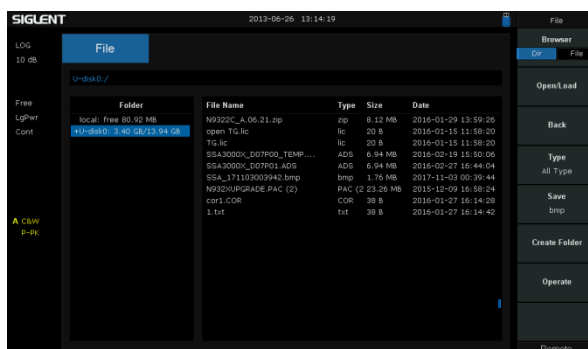 SIGLENT 2013-06-26 13:14:19 File
LOG
10 dB
File
Browser
Dir File
U-disk0:/
Open/Load
Free
LgPwr
Cont
Folder
local: free 80.92 MB
+U-disk0: 3.40 GB/13.94 GB
File Name Type Size Date
N9322C_A.06.21.zip zip 8.12 MB 2016-01-29 13:59:26
open TG.lic lic 20 B 2016-01-15 11:58:20
TG.lic lic 20 B 2016-01-15 11:58:20
SSA3000X_D07P00_TEMP.... ADS 6.94 MB 2016-02-19 15:50:06
SSA3000X_D07P01.ADS ADS 6.94 MB 2016-02-27 16:44:04
SSA_171103003942.bmp bmp 1.76 MB 2017-11-03 00:39:44
N932XUPGRADE.PAC (2) PAC (2 23.26 MB 2015-12-09 16:58:24
cor1.COR COR 38 B 2016-01-27 16:14:28
1.txt txt 38 B 2016-01-27 16:14:42
Back
Type
All Type
Save
bmp
A C&W
P-PK
Create Folder
Operate
Remote